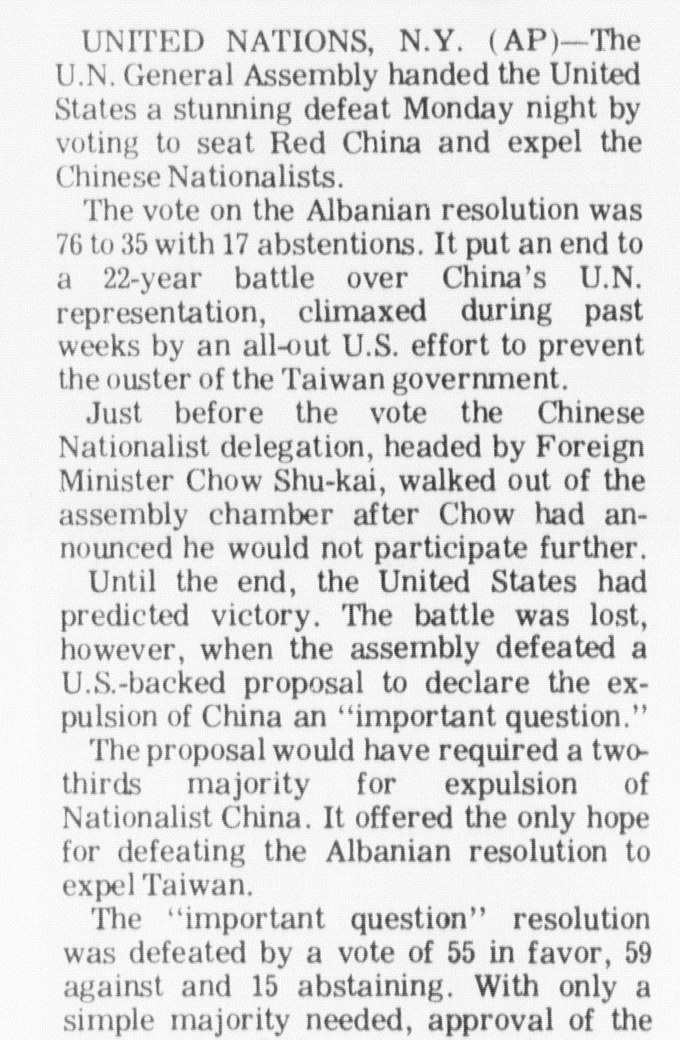 UNITED NATIONS, N.Y. (AP)—The
U.N. General Assembly handed the United
States a stunning defeat Monday night by
voting to seat Red China and expel the
Chinese Nationalists.
The vote on the Albanian resolution was
76 to 35 with 17 abstentions. It put an end to
a 22-year battle over China's U.N.
representation, climaxed during past
weeks by an all-out U.S. effort to prevent
the ouster of the Taiwan government.
Just before the vote the Chinese
Nationalist delegation, headed by Foreign
Minister Chow Shu-kai, walked out of the
assembly chamber after Chow had an-
nounced he would not participate further.
Until the end, the United States had
predicted victory. The battle was lost,
however, when the assembly defeated a
U.S.-backed proposal to declare the ex-
pulsion of China an “important question.”
The proposal would have required a two-
thirds majority for expulsion of
Nationalist China. It offered the only hope
for defeating the Albanian resolution to
expel Taiwan.
The “important question” resolution
was defeated by a vote of 55 in favor, 59
against and 15 abstaining. With only a
simple majority needed, approval of the